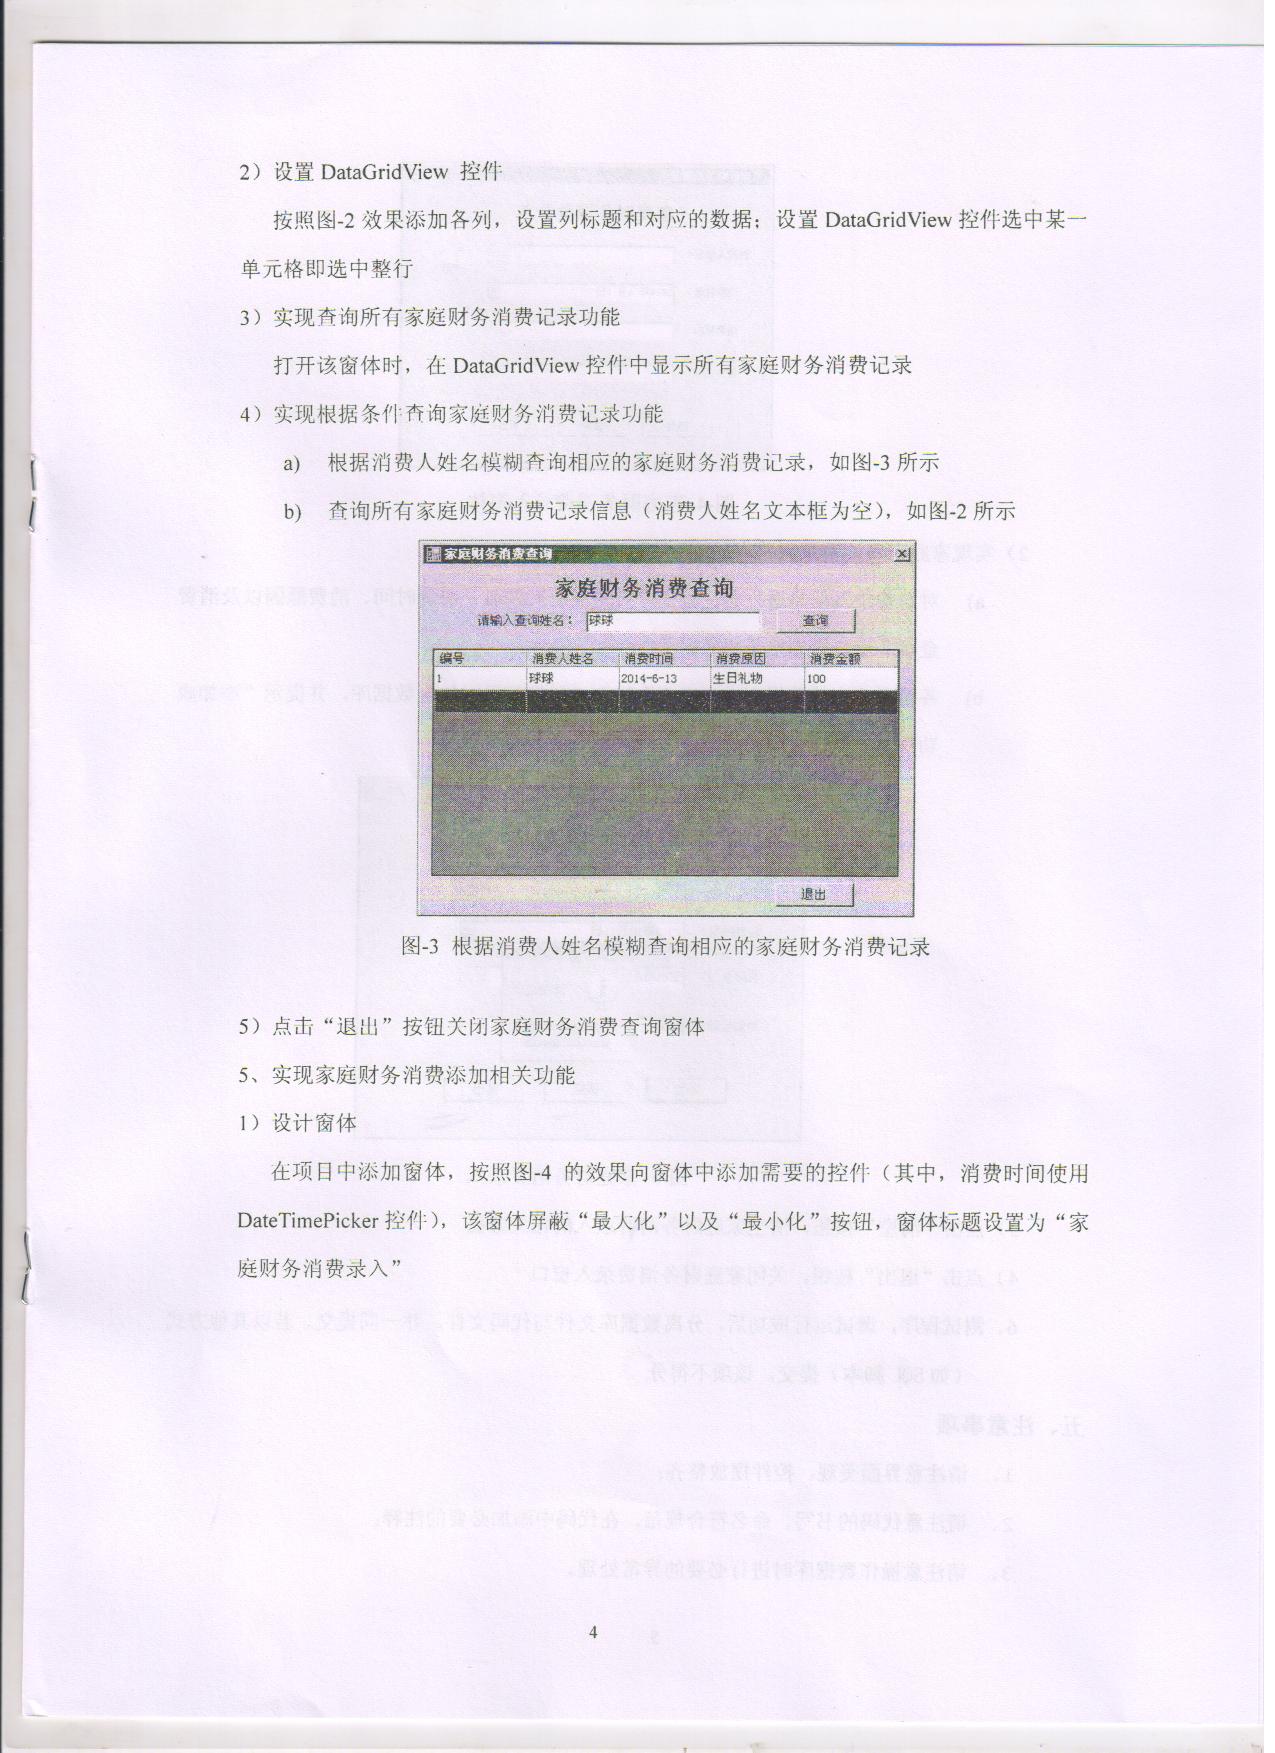 2）设置 DataGridView 控件
按照图-2 效果添加各列，设置列标题和对应的数据；设置 DataGridView 控件选中某一
单元格即选中整行
3）实现查询所有家庭财务消费记录功能
打开该窗体时，在 DataGridView 控件中显示所有家庭财务消费记录
4）实现根据条件查询家庭财务消费记录功能
a) 根据消费人姓名模糊查询相应的家庭财务消费记录，如图-3 所示
b) 查询所有家庭财务消费记录信息（消费人姓名文本框为空），如图-2 所示
家庭财务消费查询
家庭财务消费查询
请输入查询姓名： 球球 查询
编号 消费人姓名 消费时间 消费原因 消费金额
1 球球 2014-6-13 生日礼物 100
退出
图-3 根据消费人姓名模糊查询相应的家庭财务消费记录
5）点击“退出”按钮关闭家庭财务消费查询窗体
5、实现家庭财务消费添加相关功能
1）设计窗体
在项目中添加窗体，按照图-4 的效果向窗体中添加需要的控件（其中，消费时间使用
DateTimePicker 控件），该窗体屏蔽“最大化”以及“最小化”按钮，窗体标题设置为“家
庭财务消费录入”
4